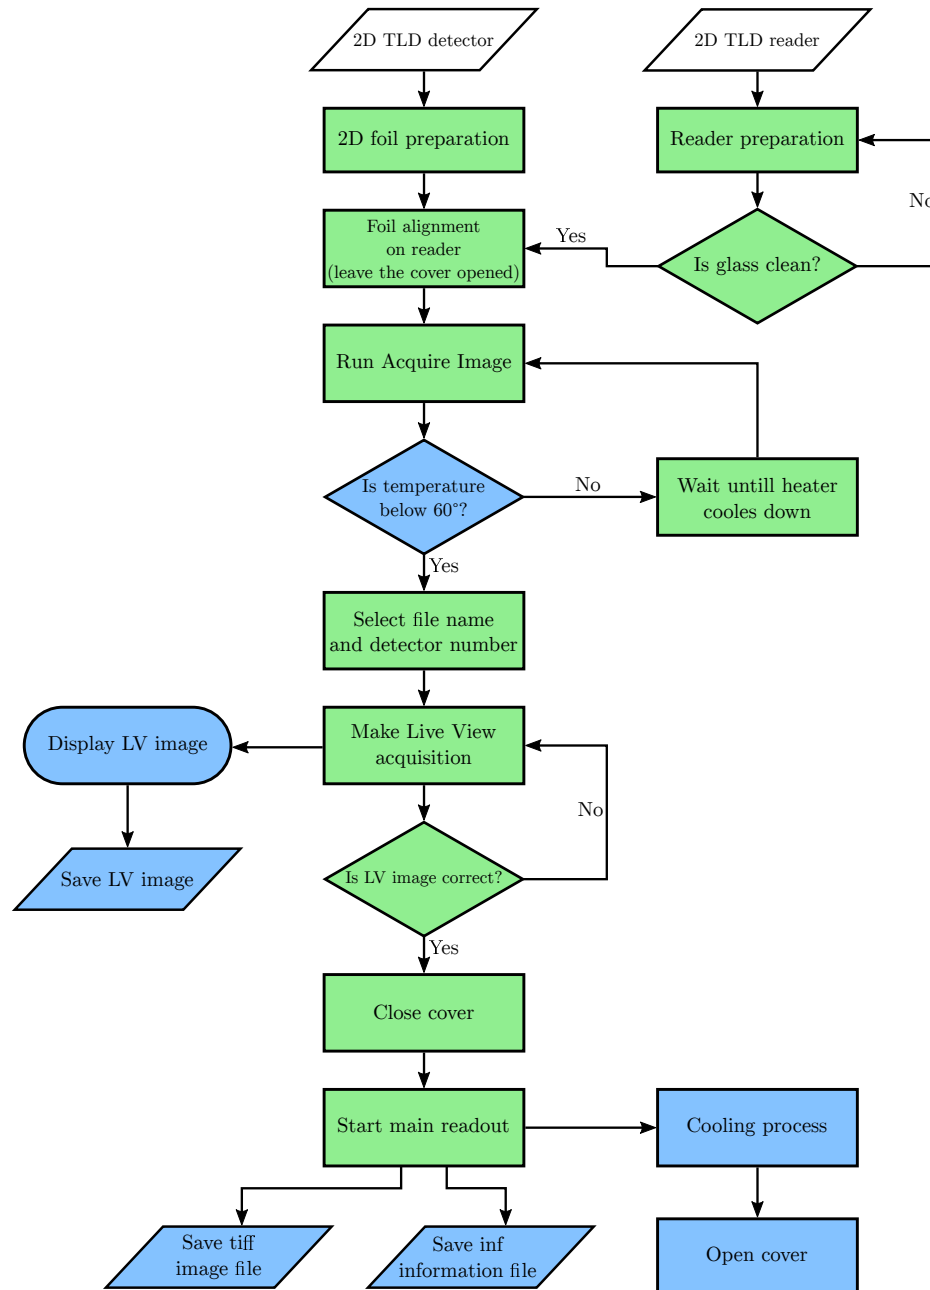 2D TLD detector
2D TLD reader
2D foil preparation
Reader preparation
No
Foil alignment
on reader
(leave the cover opened)
Yes
Is glass clean?
Run Acquire Image
Is temperature
below 60°?
No
Wait untill heater
cooles down
Yes
Select file name
and detector number
Display LV image
Make Live View
acquisition
No
Save LV image
Is LV image correct?
Yes
Close cover
Start main readout
Cooling process
Save tiff
image file
Save inf
information file
Open cover